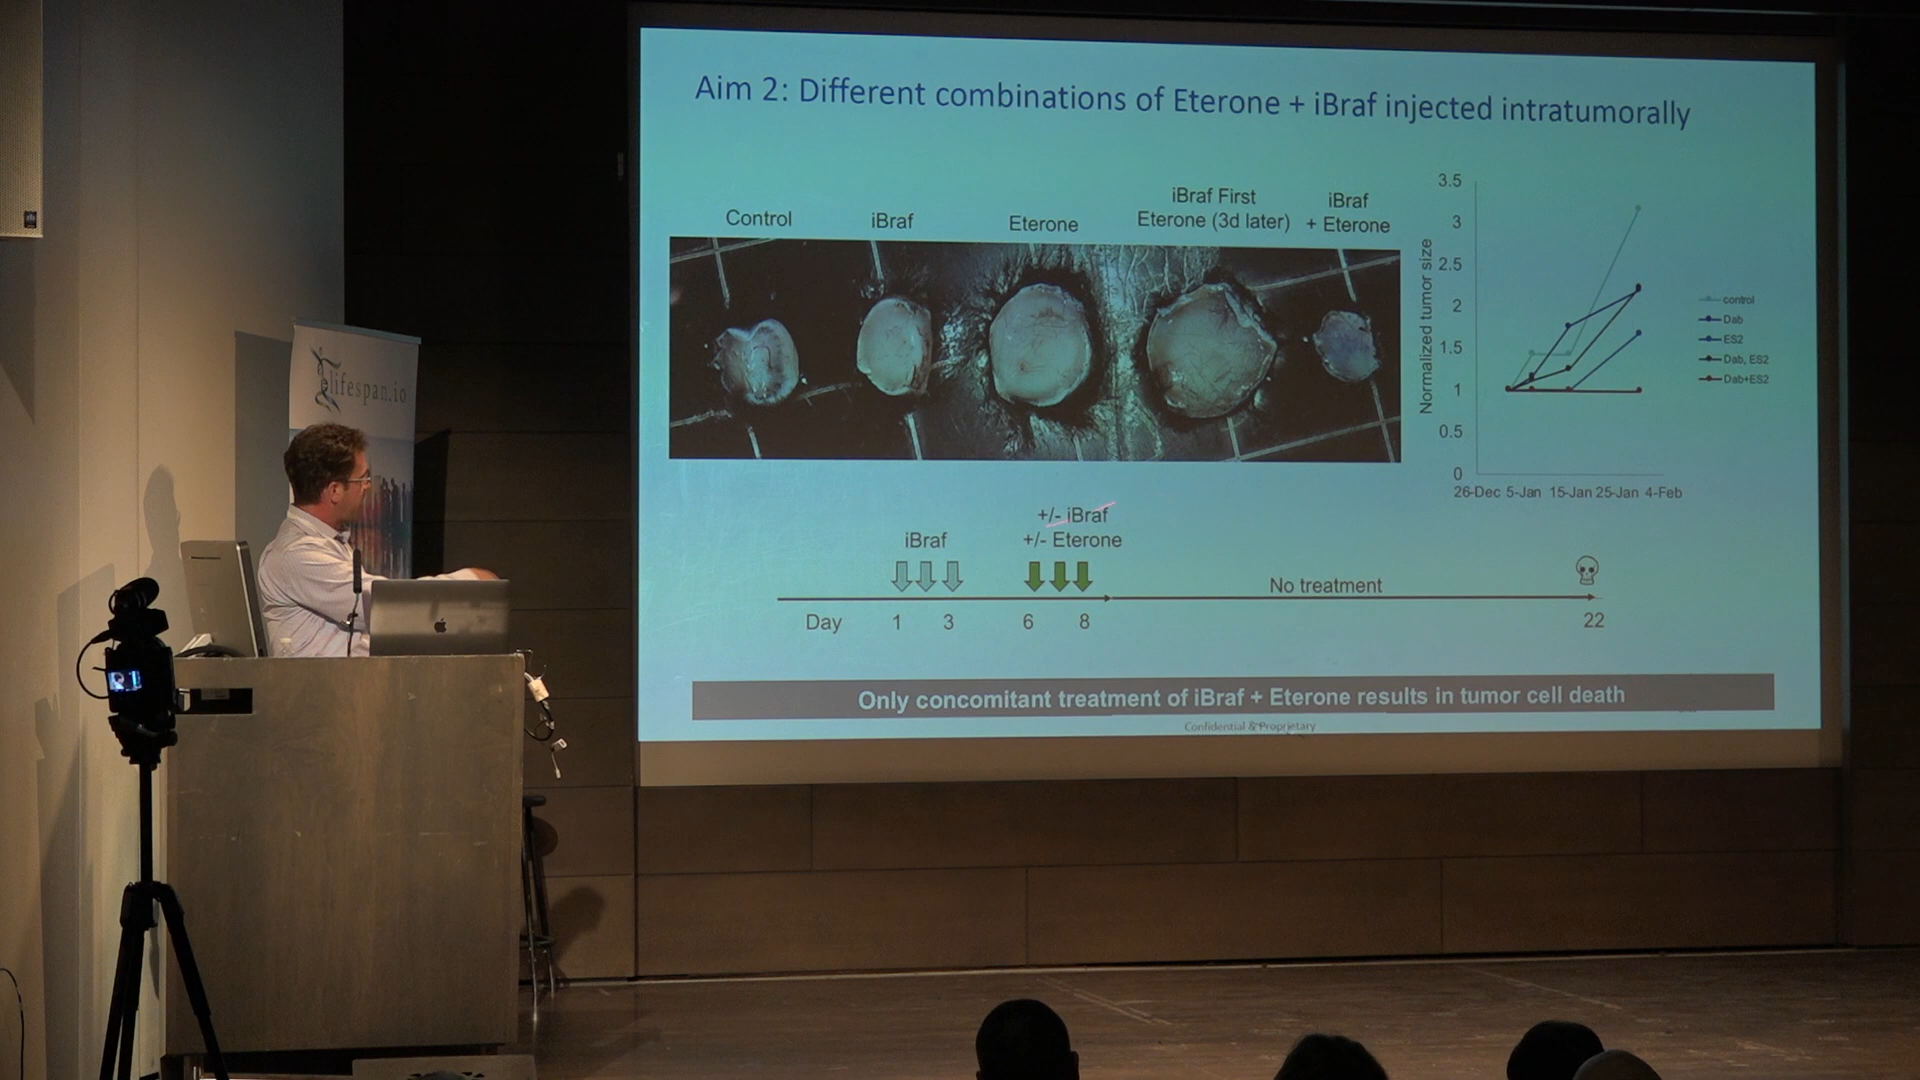 Aim 2: Different combinations of Eterone + iBraf injected intratumorally
Control
iBraf
Eterone
iBraf First
Eterone (3d later)
iBraf
+ Eterone
Normalized tumor size
3.5
3
2.5
2
1.5
1
0.5
0
26-Dec 5-Jan 15-Jan 25-Jan 4-Feb
control
Dab
ES2
Dab, ES2
Dab+ES2
iBraf
+/- iBraf
+/- Eterone
No treatment
Day 1 3 6 8 22
Only concomitant treatment of iBraf + Eterone results in tumor cell death
Confidential & Proprietary
lifespan.io